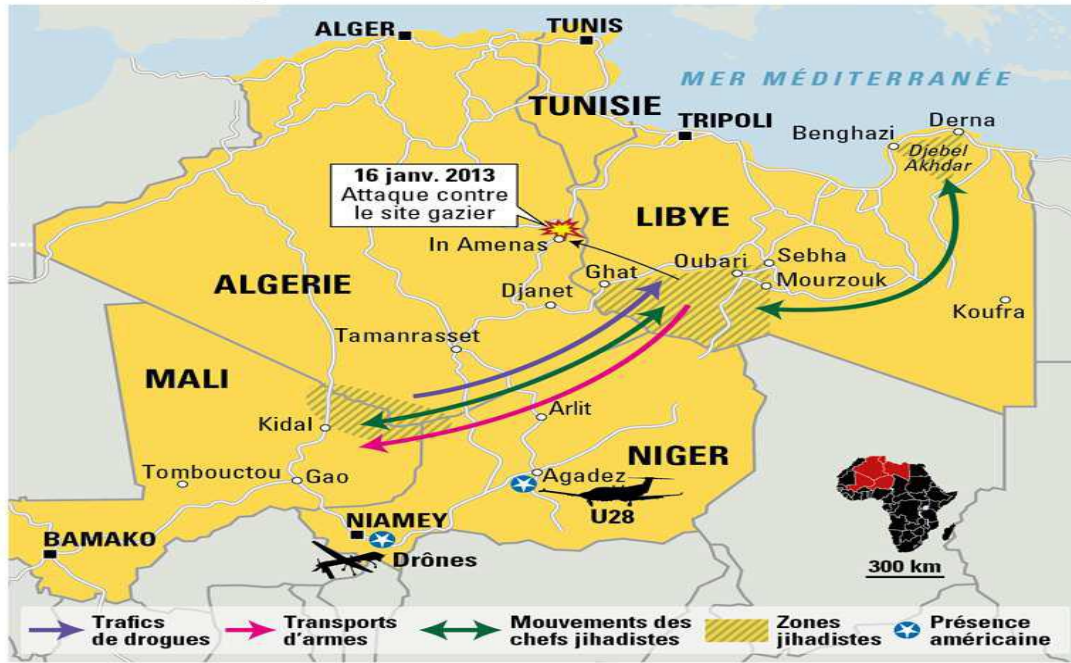 ALGER
TUNIS
MER MÉDITERRANÉE
TUNISIE
TRIPOLI
Derna
Benghazi
Djebel
Akhdar
16 janv. 2013
Attaque contre
le site gazier
In Amenas
LIBYE
Oubari
Sebha
Ghat
Mourzouk
ALGERIE
Djanet
Koufra
Tamanrasset
MALI
Arlit
Kidal
NIGER
Tombouctou
Gao
Agadez
U28
NIAMEY
BAMAKO
Drônes
300 km
Trafics
de drogues
Transports
d'armes
Mouvements des
chefs jihadistes
Zones
jihadistes
Présence
américaine